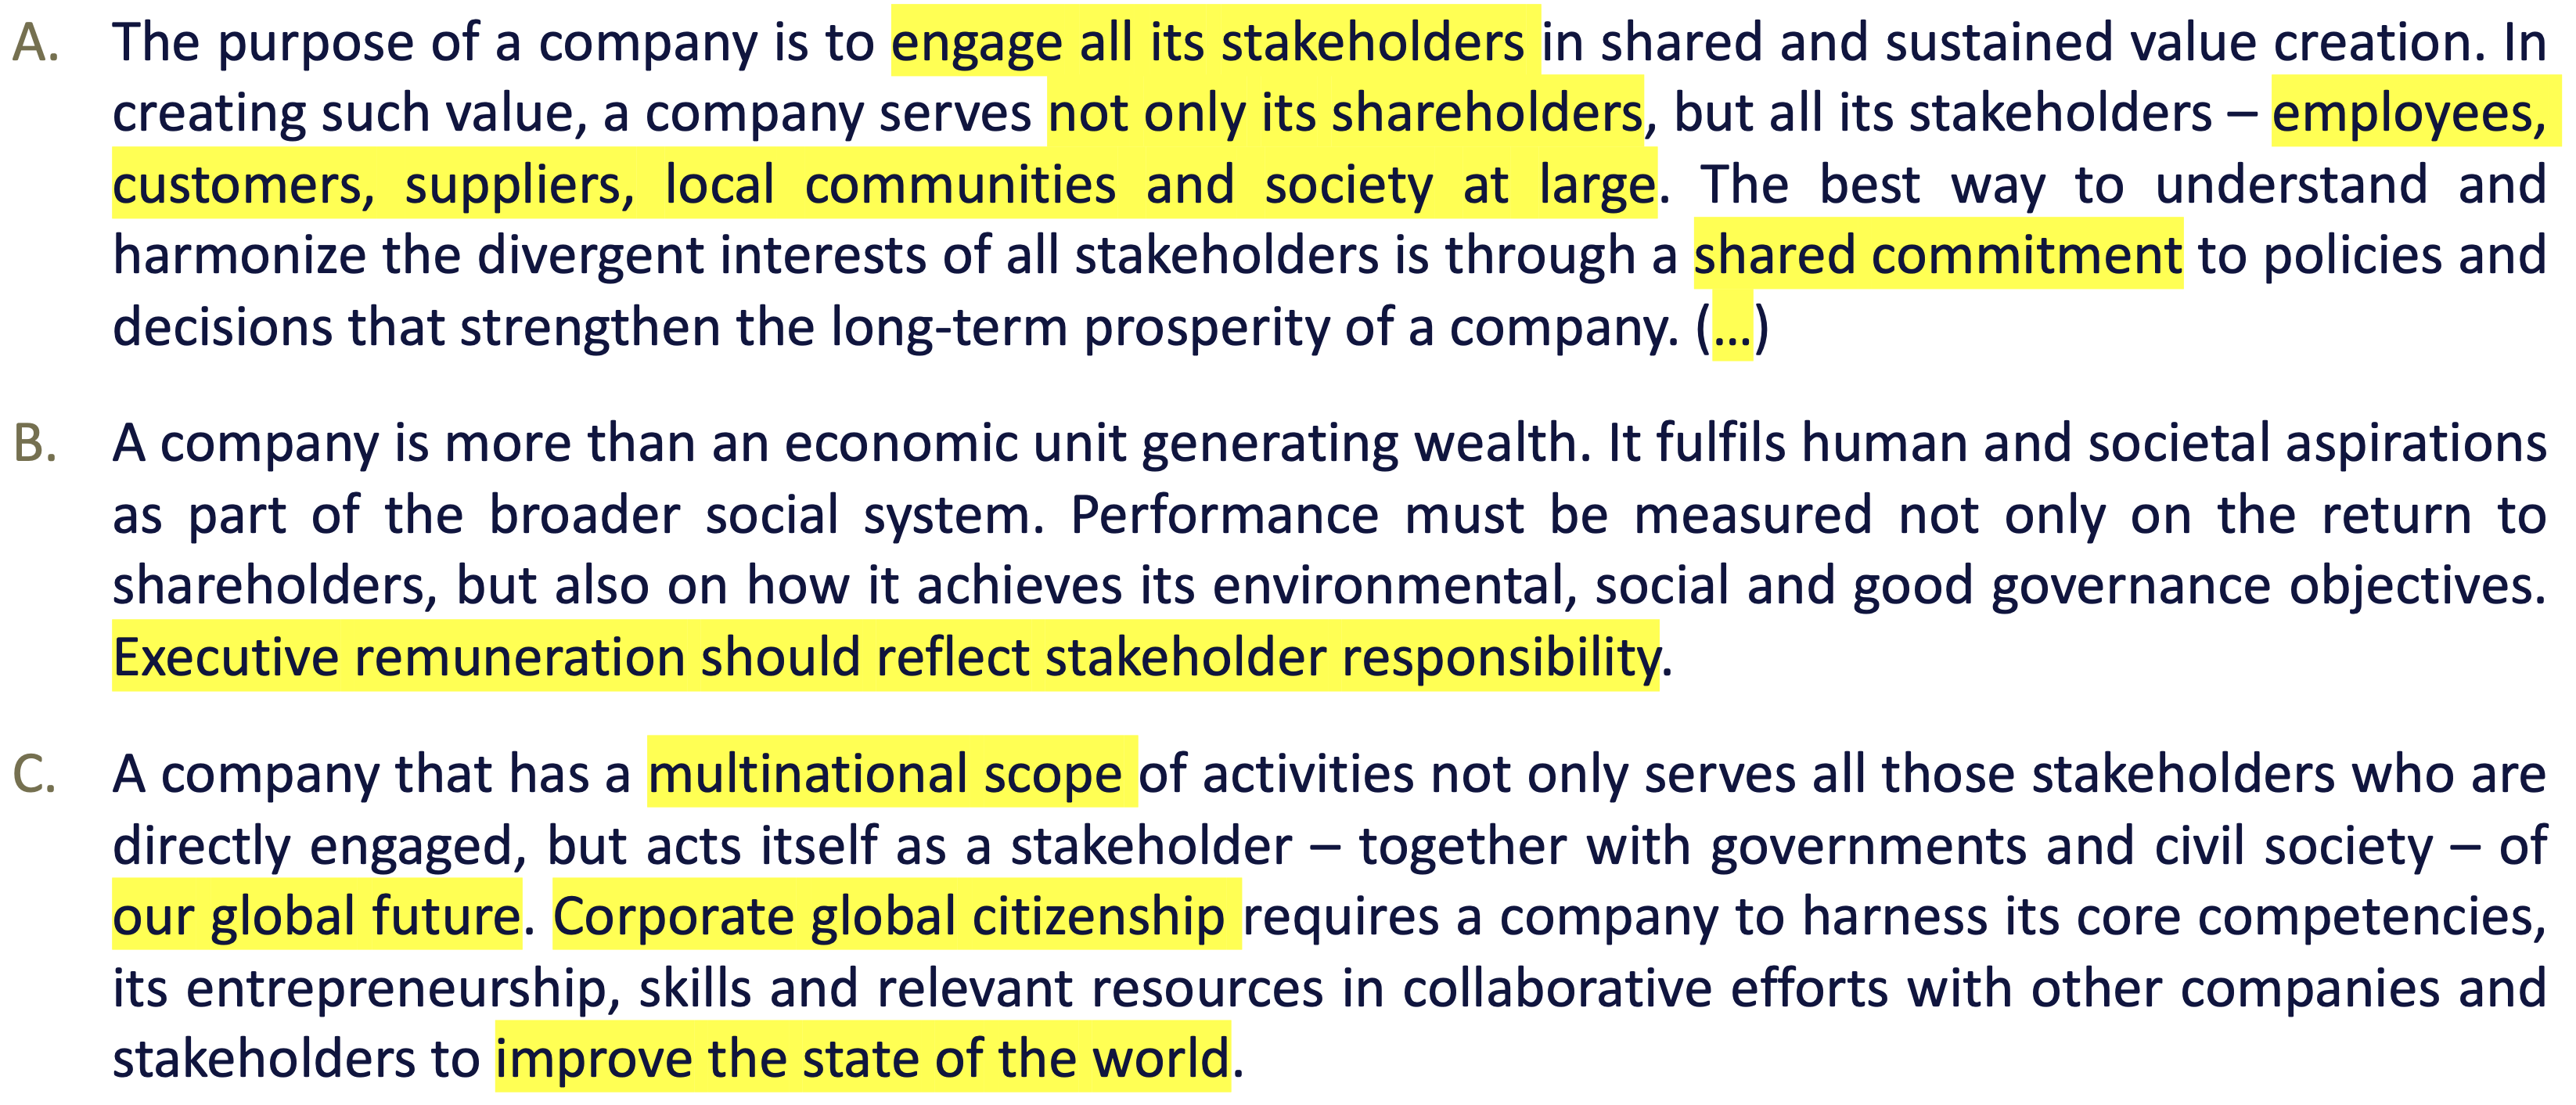 A. The purpose of a company is to engage all its stakeholders in shared and sustained value creation. In
creating such value, a company serves not only its shareholders, but all its stakeholders – employees,
customers, suppliers, local communities and society at large. The best way to understand and
harmonize the divergent interests of all stakeholders is through a shared commitment to policies and
decisions that strengthen the long-term prosperity of a company. (…)
B. A company is more than an economic unit generating wealth. It fulfils human and societal aspirations
as part of the broader social system. Performance must be measured not only on the return to
shareholders, but also on how it achieves its environmental, social and good governance objectives.
Executive remuneration should reflect stakeholder responsibility.
C. A company that has a multinational scope of activities not only serves all those stakeholders who are
directly engaged, but acts itself as a stakeholder – together with governments and civil society – of
our global future. Corporate global citizenship requires a company to harness its core competencies,
its entrepreneurship, skills and relevant resources in collaborative efforts with other companies and
stakeholders to improve the state of the world.